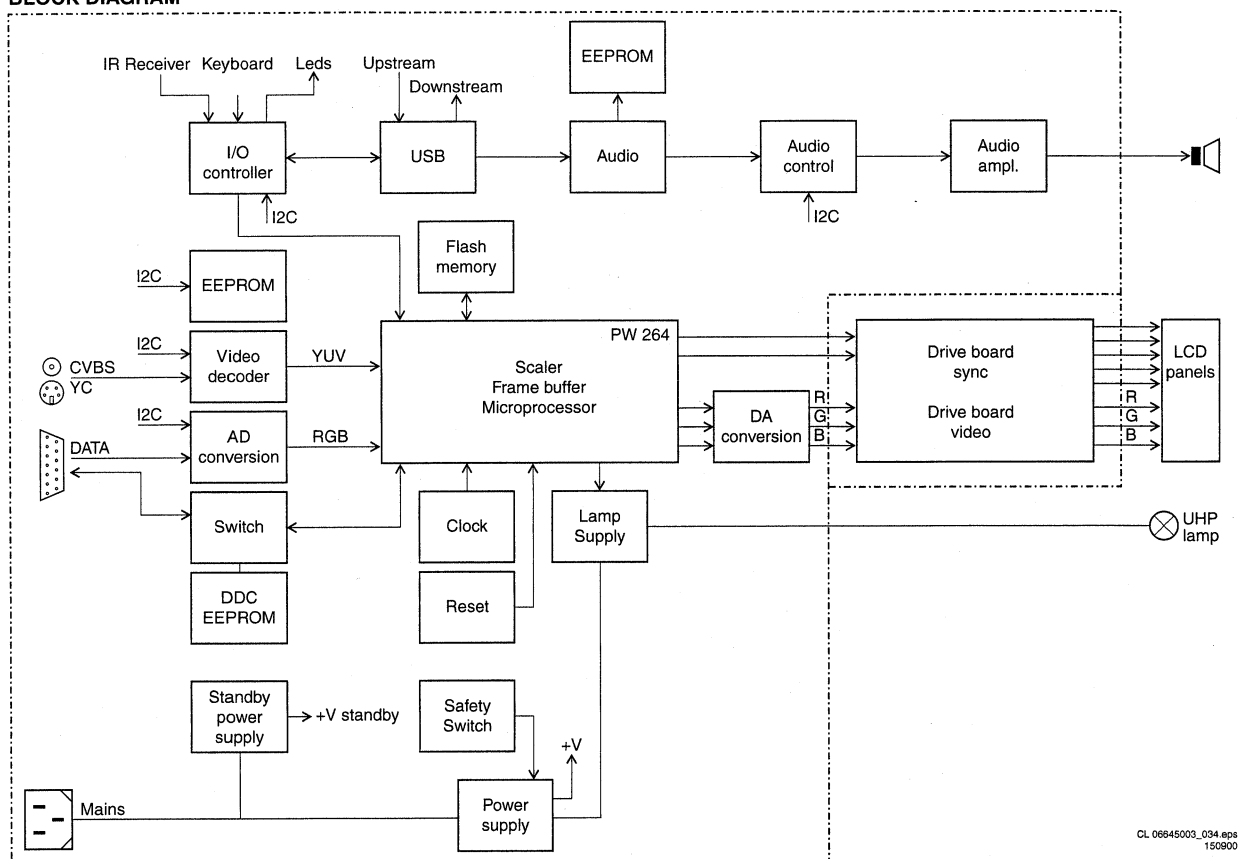 BLOCK DIAGRAM
IR Receiver
Keyboard
Leds
Upstream
Downstream
EEPROM
I/O
controller
USB
Audio
Audio
control
Audio
ampl.
I2C
I2C
Flash
memory
I2C
EEPROM
PW 264
Scaler
Frame buffer
Microprocessor
I2C
Video
decoder
YUV
CVBS
YC
I2C
AD
conversion
RGB
DATA
R
G
B
DA
conversion
Drive board
sync
Drive board
video
LCD
panels
R
G
B
Switch
Clock
Lamp
Supply
UHP
lamp
DDC
EEPROM
Reset
Standby
power
supply
+V standby
Safety
Switch
+V
Mains
Power
supply
CL 06645003_034.eps
150900